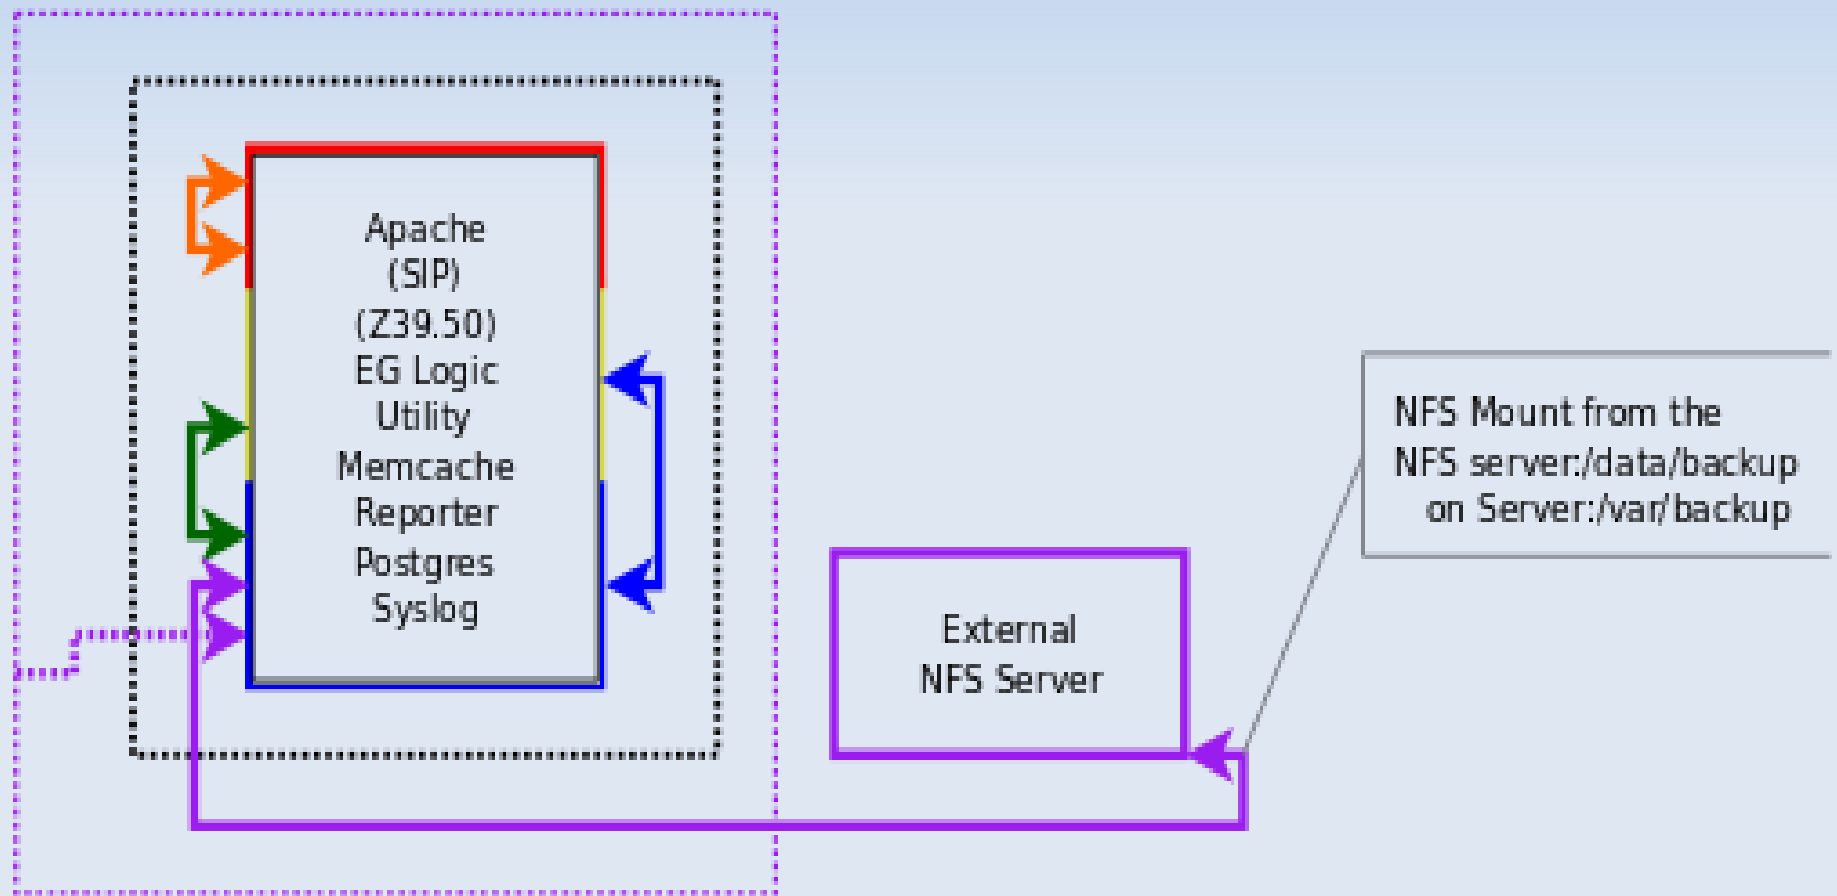 Apache
(SIP)
(Z39.50)
EG Logic
Utility
Memcache
Reporter
Postgres
Syslog
External
NFS Server
NFS Mount from the
NFS server:/data/backup
on Server:/var/backup